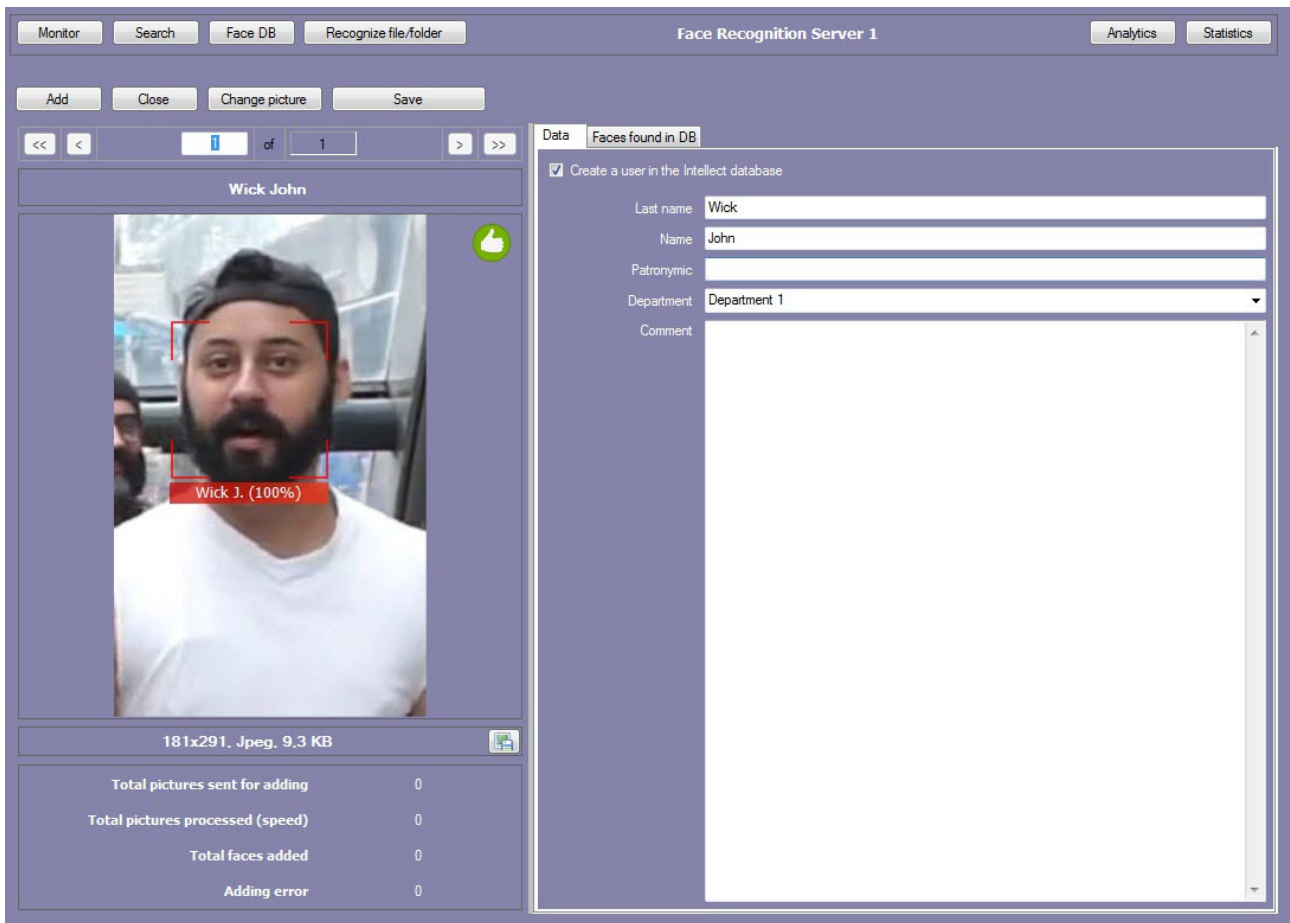 Monitor Search Face DB Recognize file/folder Face Recognition Server 1 Analytics Statistics
Add Close Change picture Save
<< < 1 of 1 > >>
Wick John
Wick J. (100%)
181x291, Jpeg, 9,3 KB
Total pictures sent for adding 0
Total pictures processed (speed) 0
Total faces added 0
Adding error 0
Data Faces found in DB
Create a user in the Intellect database
Last name Wick
Name John
Patronymic
Department Department 1
Comment